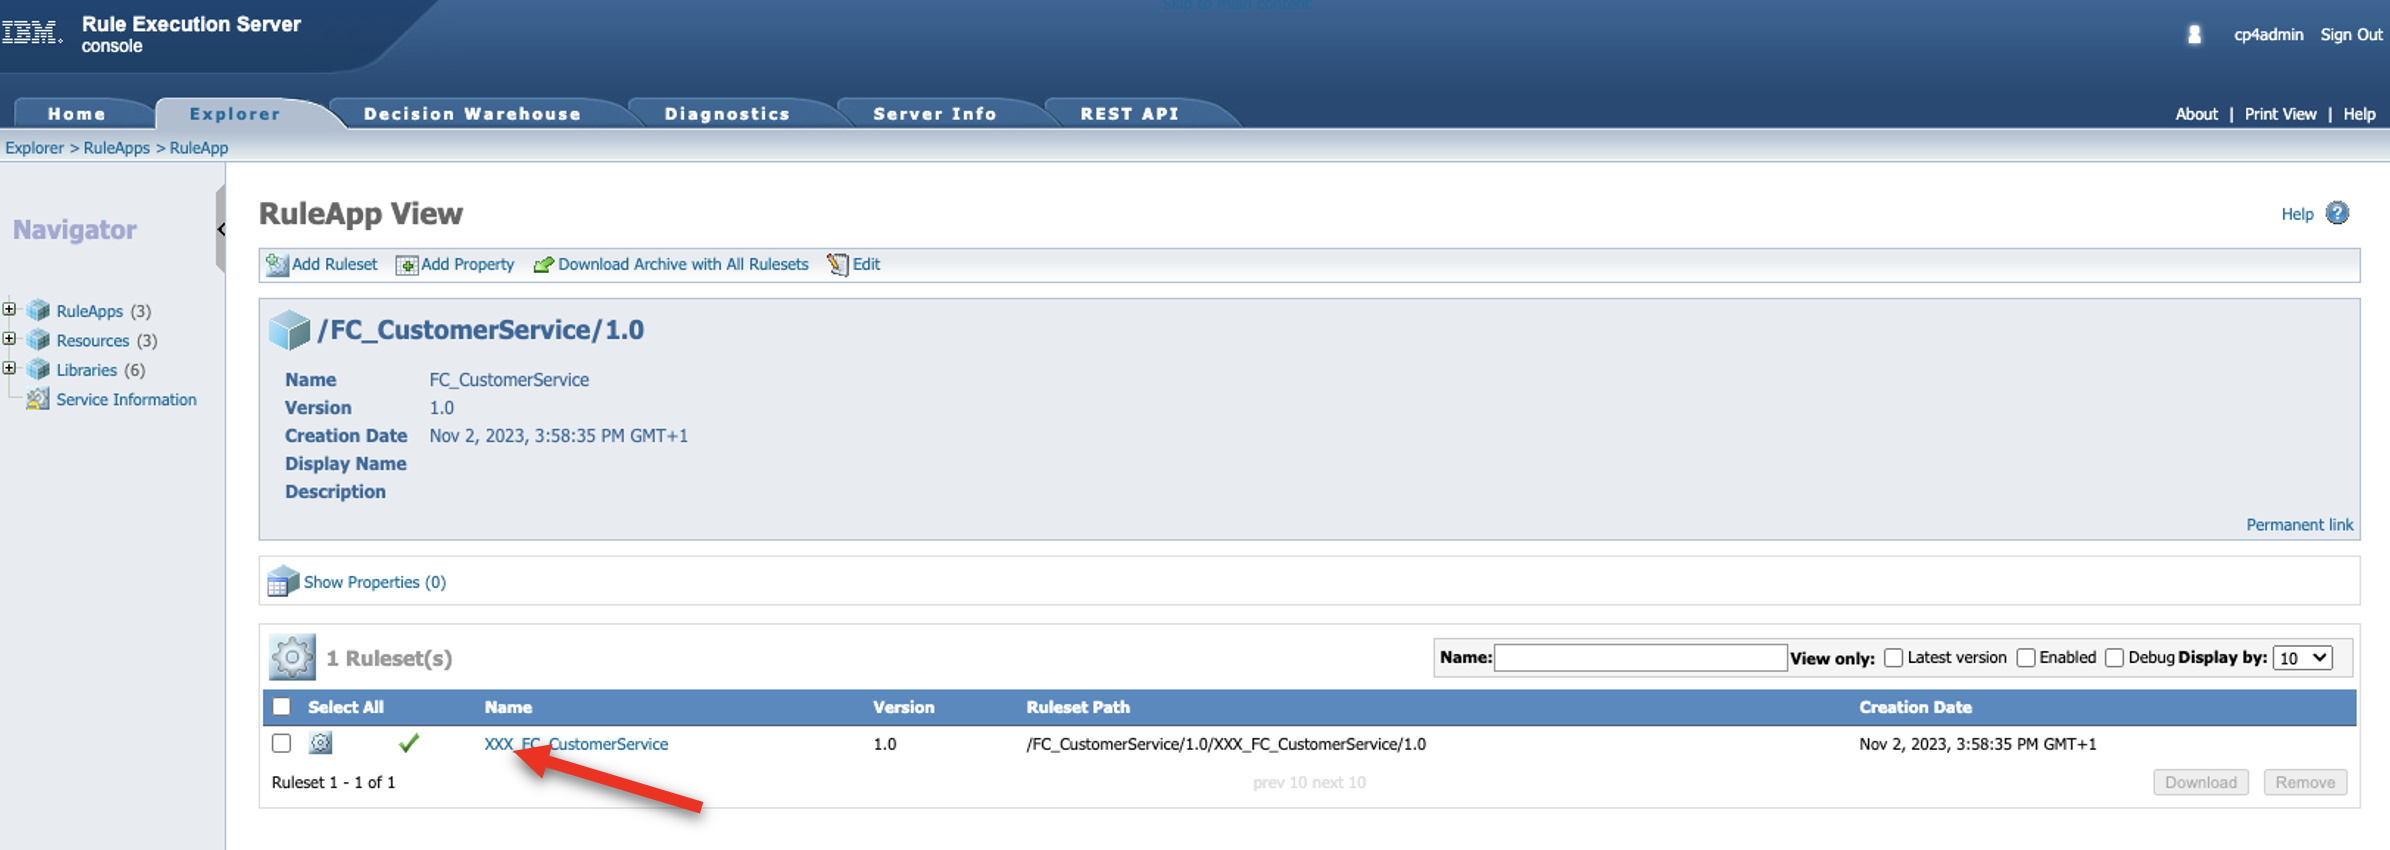 Skip to main content
IBM.
Rule Execution Server
console
cp4admin Sign Out
Home Explorer Decision Warehouse Diagnostics Server Info REST API
About | Print View | Help
Explorer > RuleApps > RuleApp
Navigator
RuleApps (3)
Resources (3)
Libraries (6)
Service Information
RuleApp View
Help ?
Add Ruleset Add Property Download Archive with All Rulesets Edit
/FC_CustomerService/1.0
Name FC_CustomerService
Version 1.0
Creation Date Nov 2, 2023, 3:58:35 PM GMT+1
Display Name
Description
Permanent link
Show Properties (0)
1 Ruleset(s)
Name: View only: Latest version Enabled Debug Display by: 10
Select All Name Version Ruleset Path Creation Date
XXX_FC_CustomerService 1.0 /FC_CustomerService/1.0/XXX_FC_CustomerService/1.0 Nov 2, 2023, 3:58:35 PM GMT+1
Ruleset 1 - 1 of 1 prev 10 next 10 Download Remove